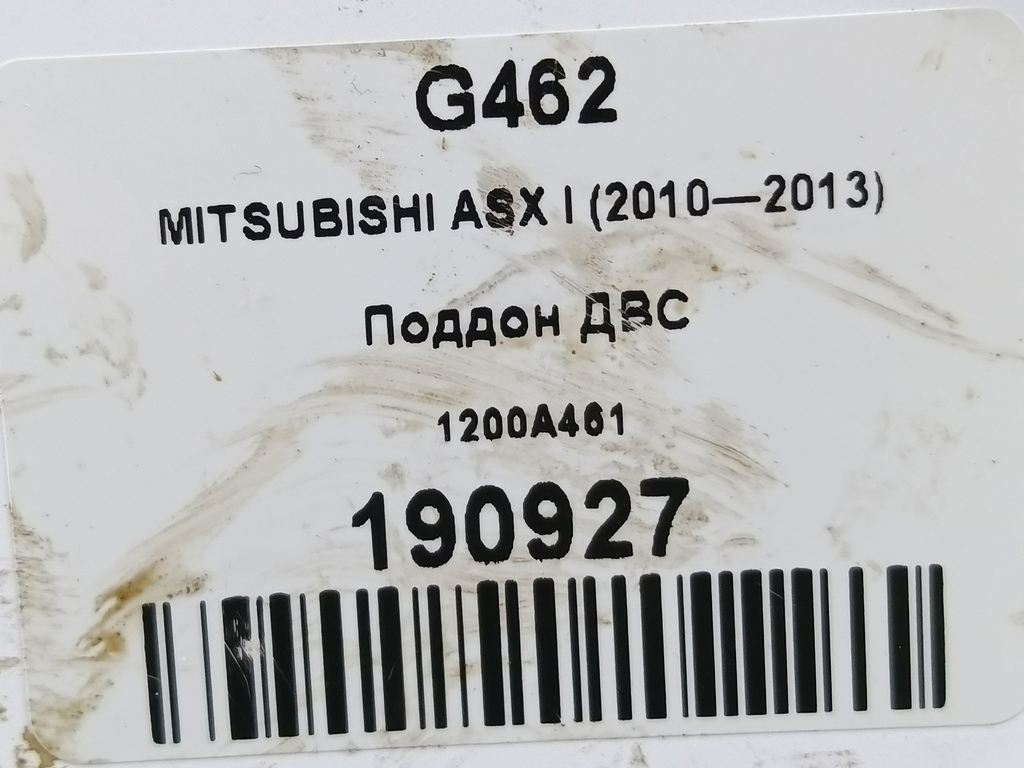 G462
MITSUBISHI ASX I (2010—2013)
Поддон ДВС
1200A461
190927